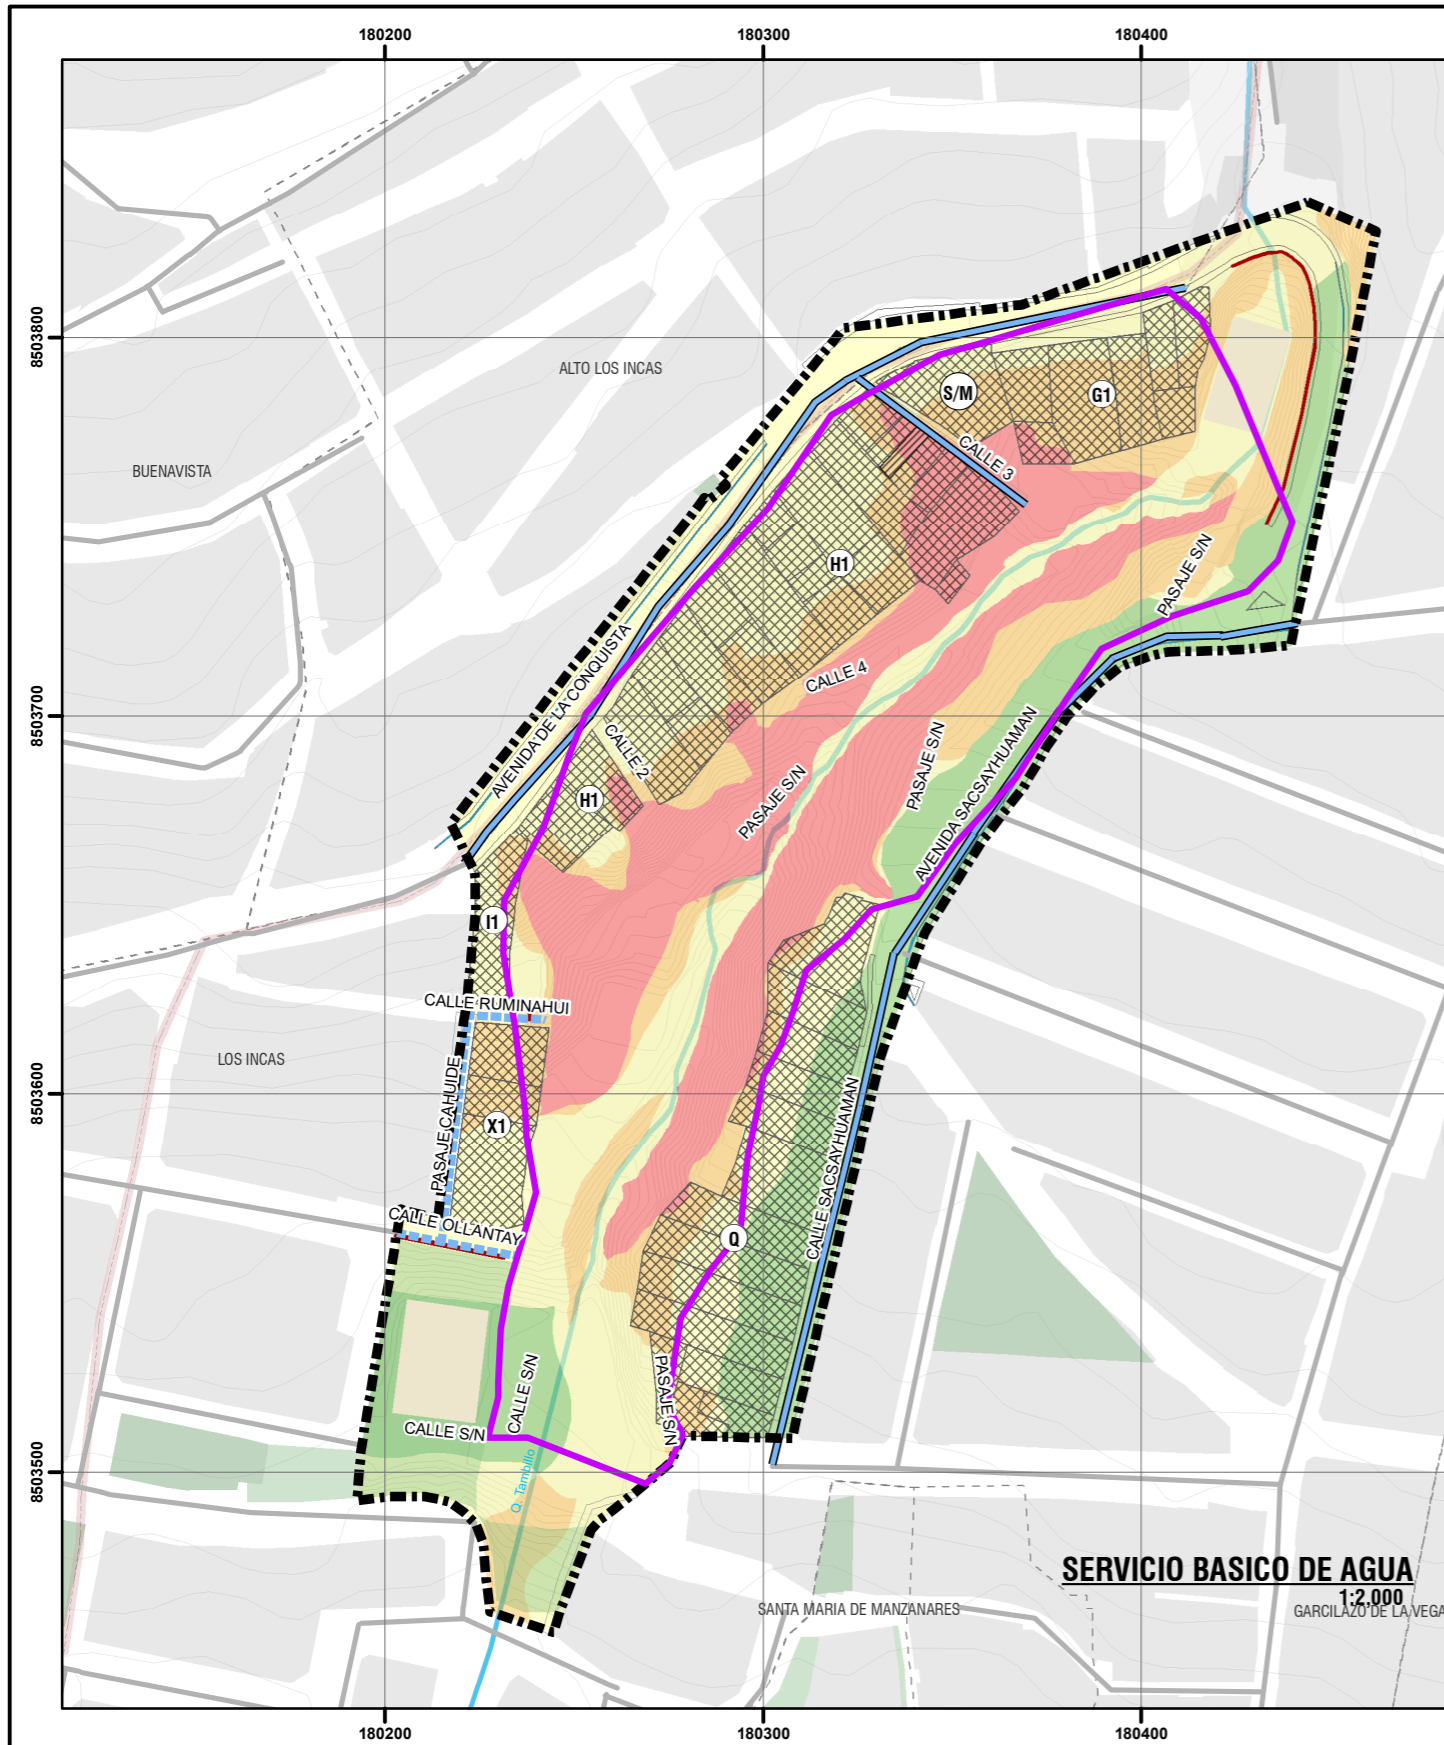 180200
180300
180400
8503800
8503700
8503600
8503500
ALTO LOS INCAS
BUENAVISTA
S/M
G1
CALLE 3
H1
PASAJE S/N
AVENIDA DE LA CONQUISTA
CALLE 4
CALLE 2
PASAJE S/N
PASAJE S/N
AVENIDA SACSAYHUAMAN
H1
I1
CALLE RUMINAHUI
LOS INCAS
PASAJE CAHUIDE
X1
CALLE SACSAYHUAMAN
CALLE OLLANTAY
Q
CALLE S/N
PASAJE S/N
CALLE S/N
Q. Tambillo
SERVICIO BASICO DE AGUA
1:2,000
SANTA MARIA DE MANZANARES
GARCILAZO DE LA VEGA
180200
180300
180400